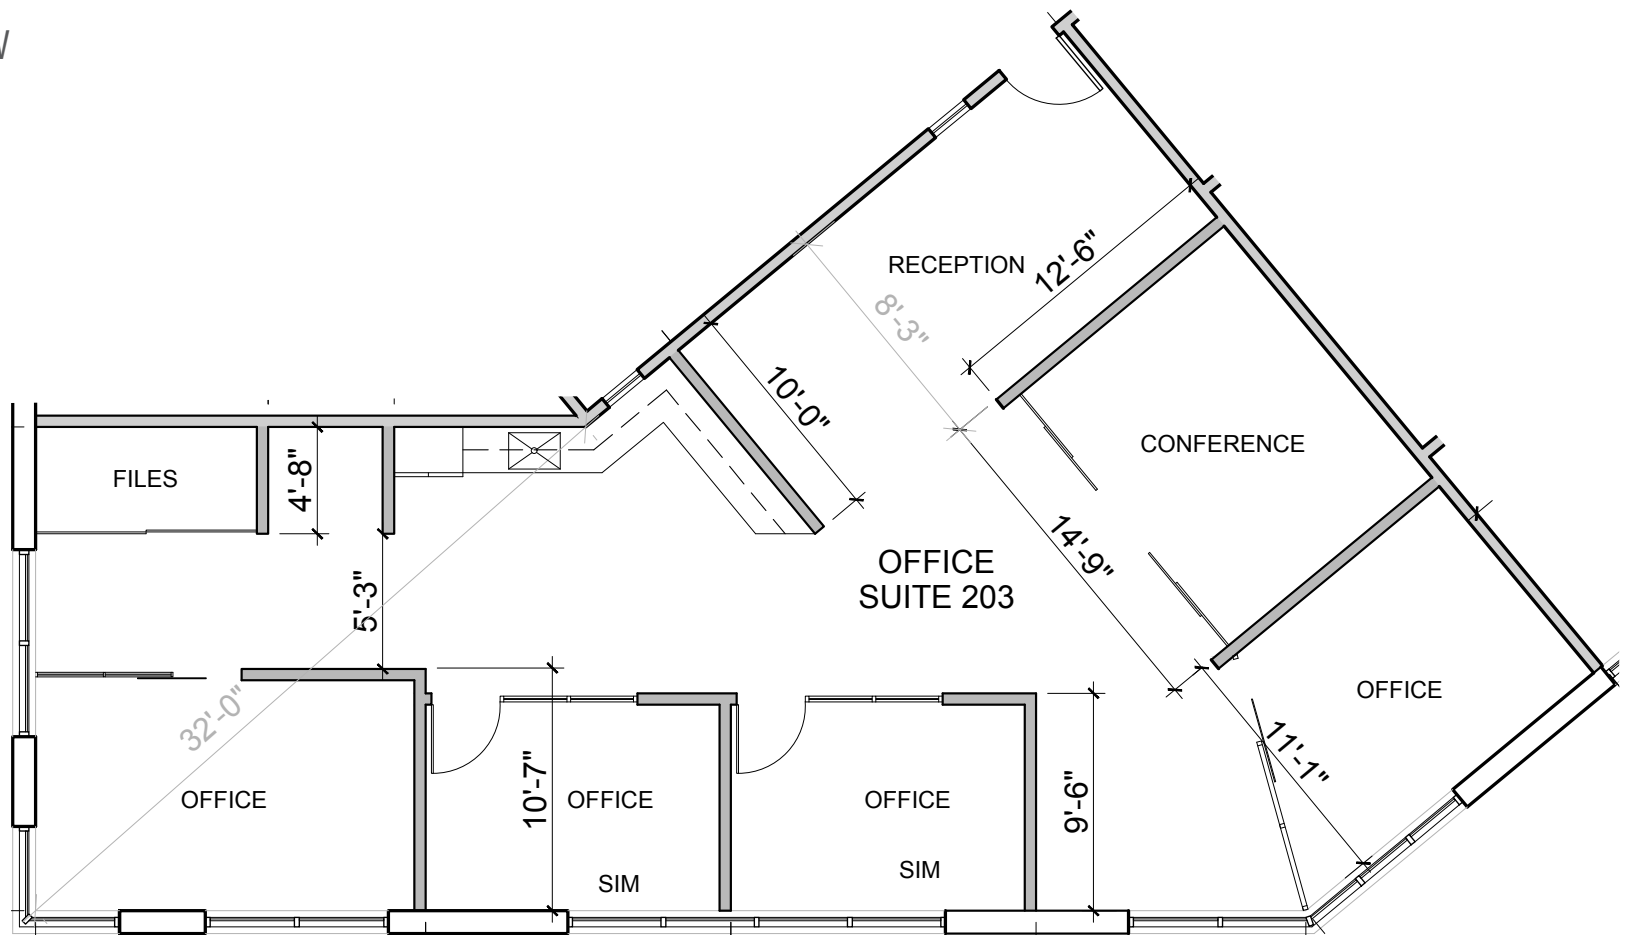 W
RECEPTION
12'-6"
8'-3"
10'-0"
CONFERENCE
FILES
4'-8"
14'-9"
OFFICE
SUITE 203
5'-3"
OFFICE
32'-0"
11'-1"
10'-7"
9'-6"
OFFICE
OFFICE
OFFICE
SIM
SIM